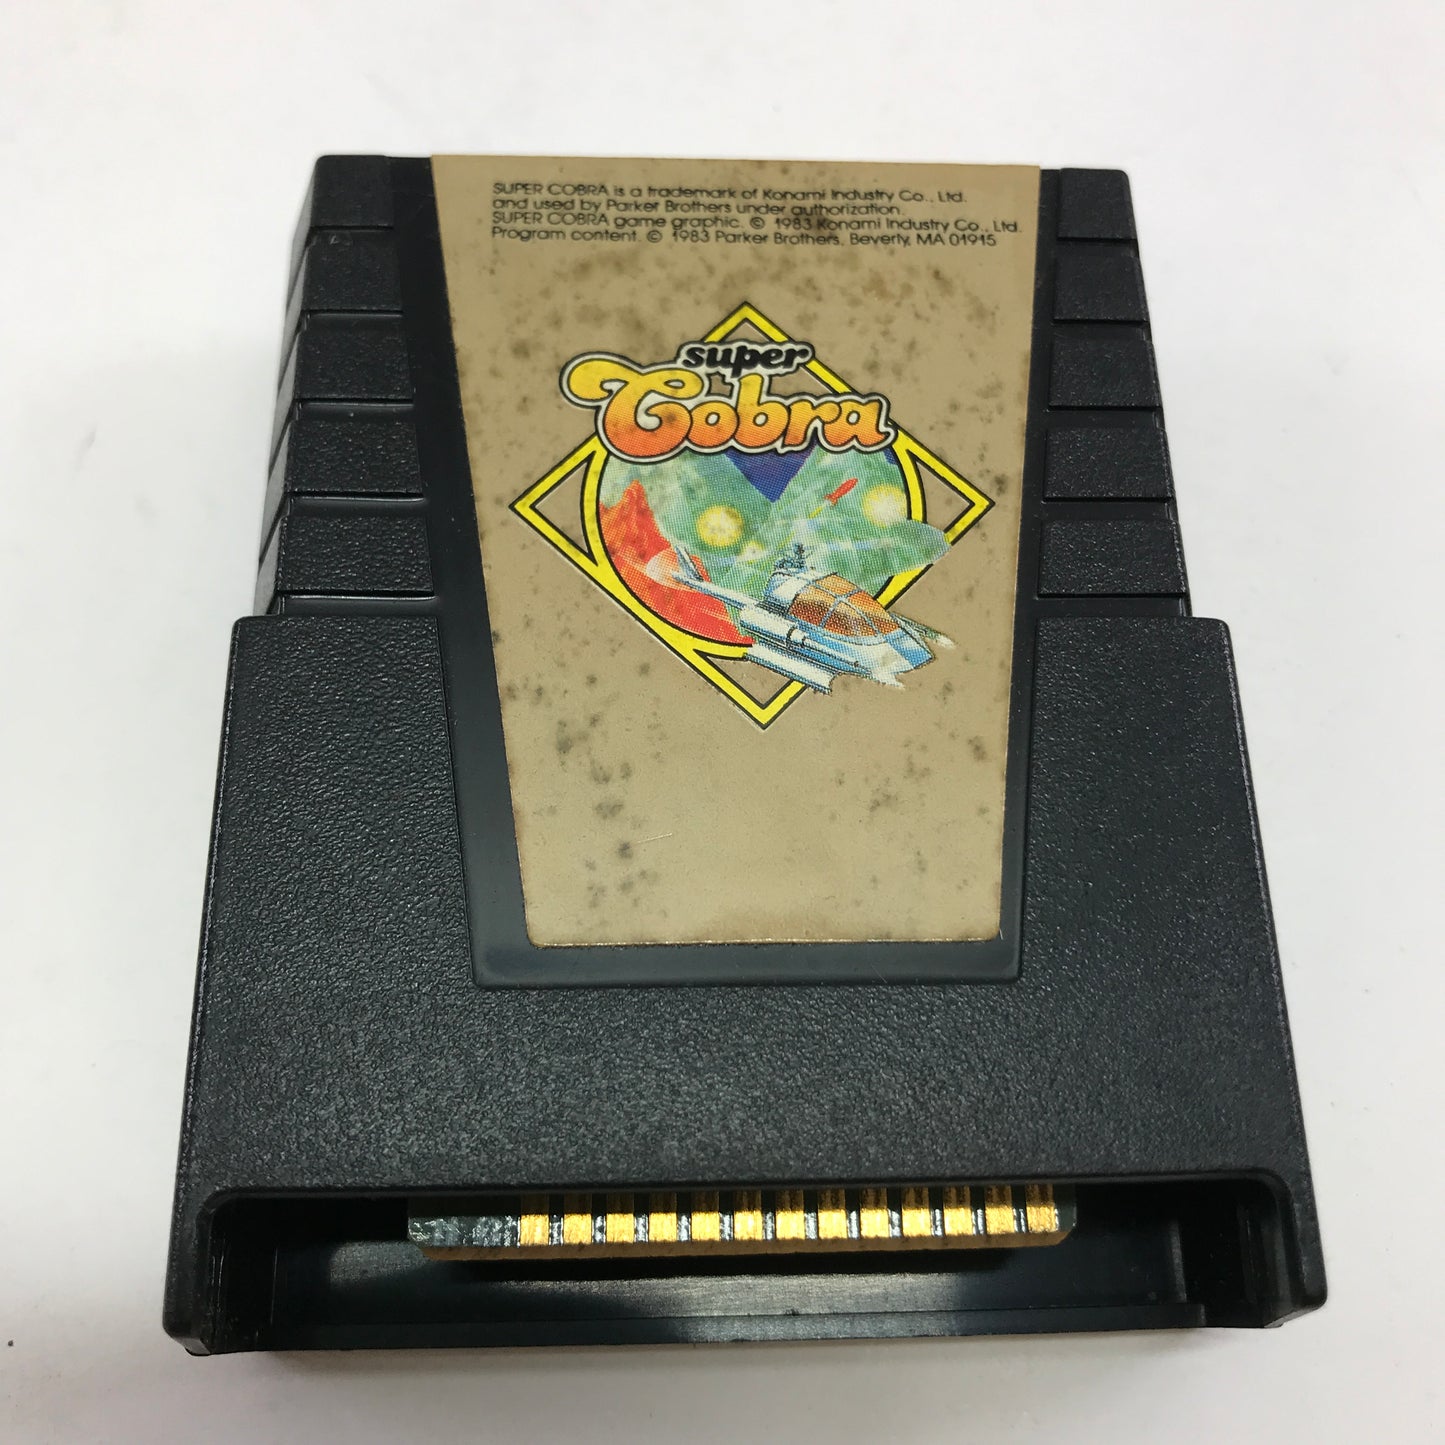 SUPER COBRA is a trademark of Konami Industry Co., Ltd.
and used by Parker Brothers under authorization.
SUPER COBRA game graphic. © 1983 Konami Industry Co., Ltd.
Program content. © 1983 Parker Brothers, Beverly, MA 01915
super
Cobra